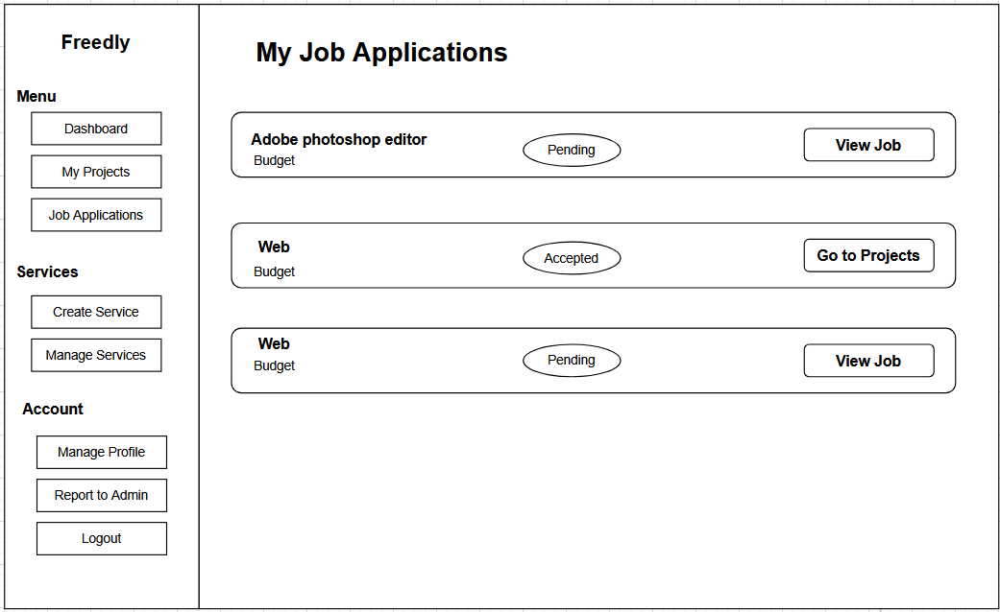 Freedly
Menu
Dashboard
My Projects
Job Applications
Services
Create Service
Manage Services
Account
Manage Profile
Report to Admin
Logout
My Job Applications
Adobe photoshop editor
Budget
Pending
View Job
Web
Budget
Accepted
Go to Projects
Web
Budget
Pending
View Job